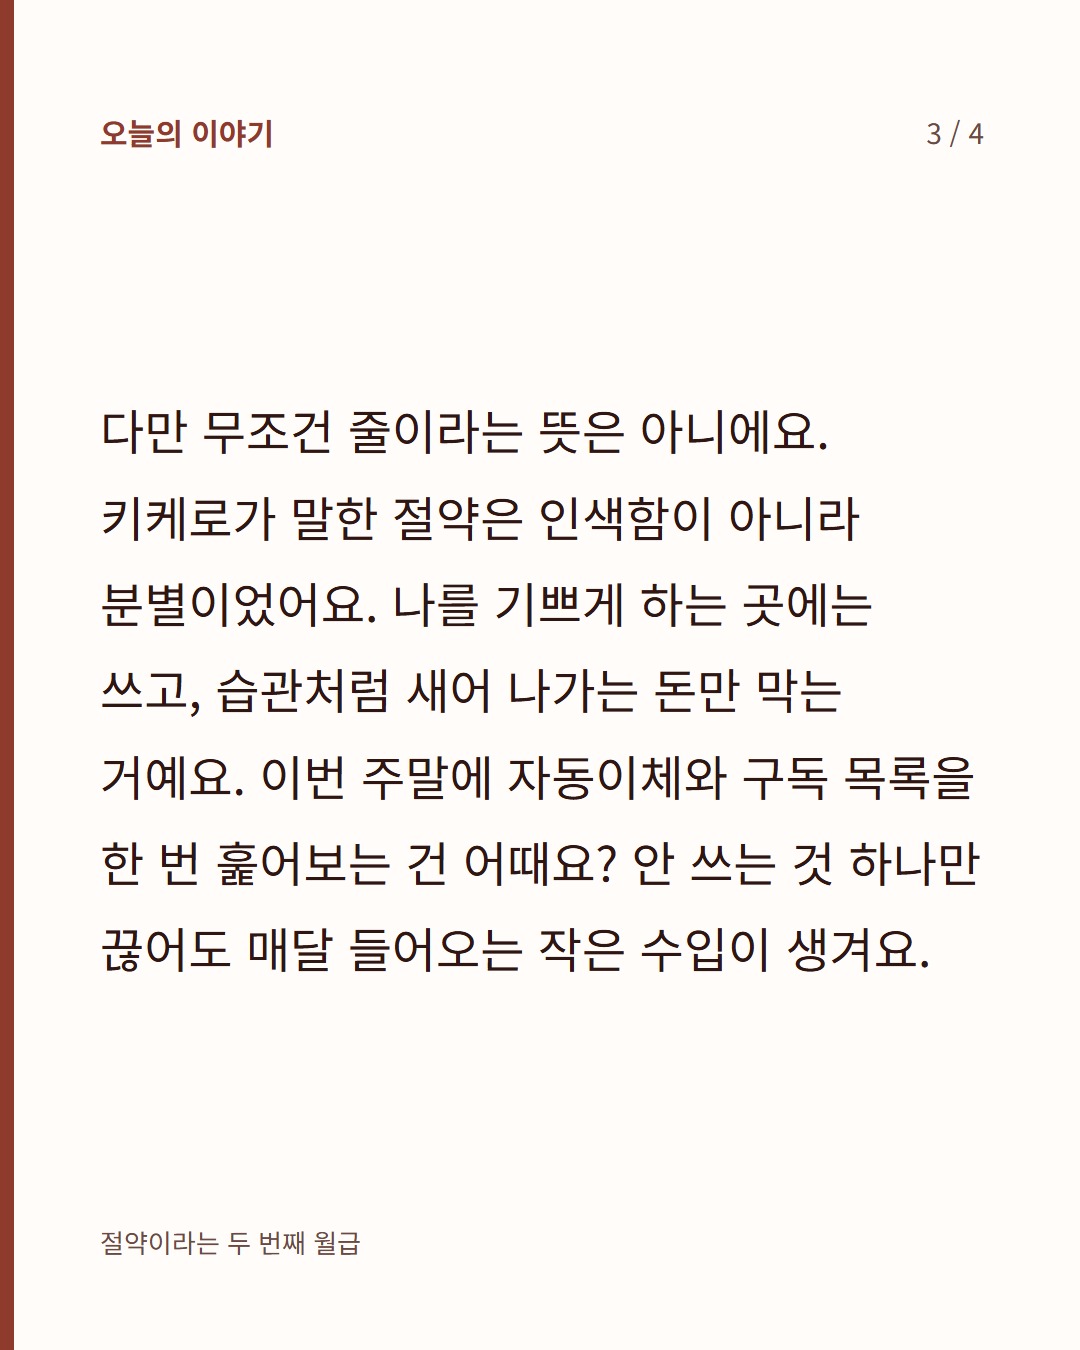 오늘의 이야기
3 / 4
다만 무조건 줄이라는 뜻은 아니에요.
키케로가 말한 절약은 인색함이 아니라
분별이었어요. 나를 기쁘게 하는 곳에는
쓰고, 습관처럼 새어 나가는 돈만 막는
거예요. 이번 주말에 자동이체와 구독 목록을
한 번 훑어보는 건 어때요? 안 쓰는 것 하나만
끊어도 매달 들어오는 작은 수입이 생겨요.
절약이라는 두 번째 월급